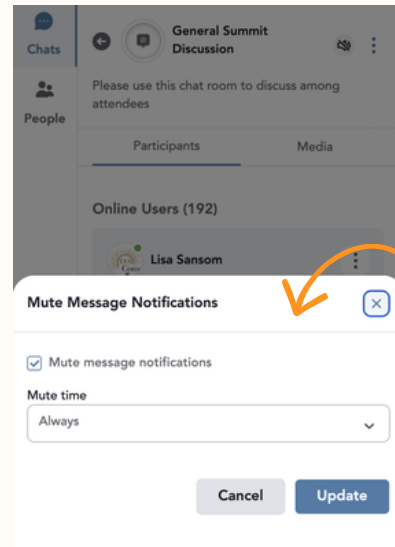 Chats
General Summit
Discussion
People
Please use this chat room to discuss among
attendees
Participants
Media
Online Users (192)
Lisa Sansom
Mute Message Notifications
Mute message notifications
Mute time
Always
Cancel
Update